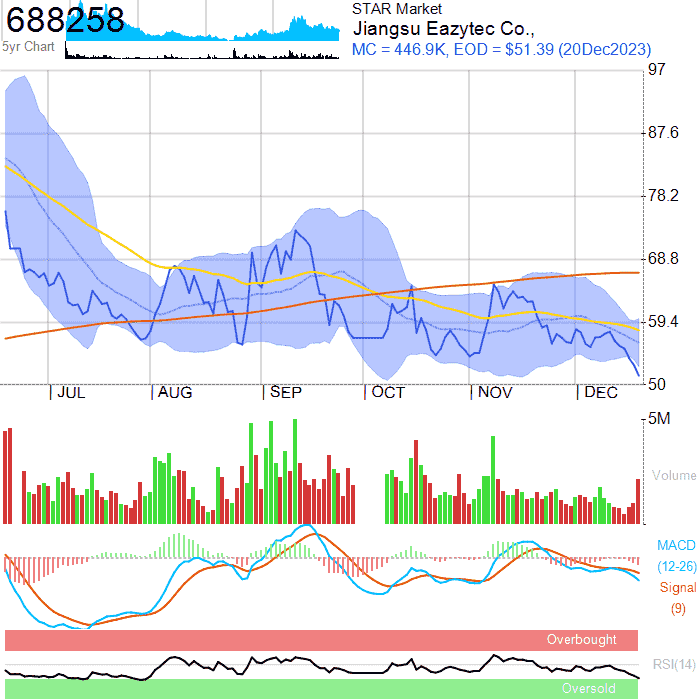 688258
5yr Chart
STAR Market
Jiangsu Eazytec Co.,
MC = 446.9K, EOD = $51.39 (20Dec2023)
97
87.6
78.2
68.8
59.4
50
JUL AUG SEP OCT NOV DEC
5M
Volume
MACD
(12-26)
Signal
(9)
Overbought
RSI(14)
Oversold